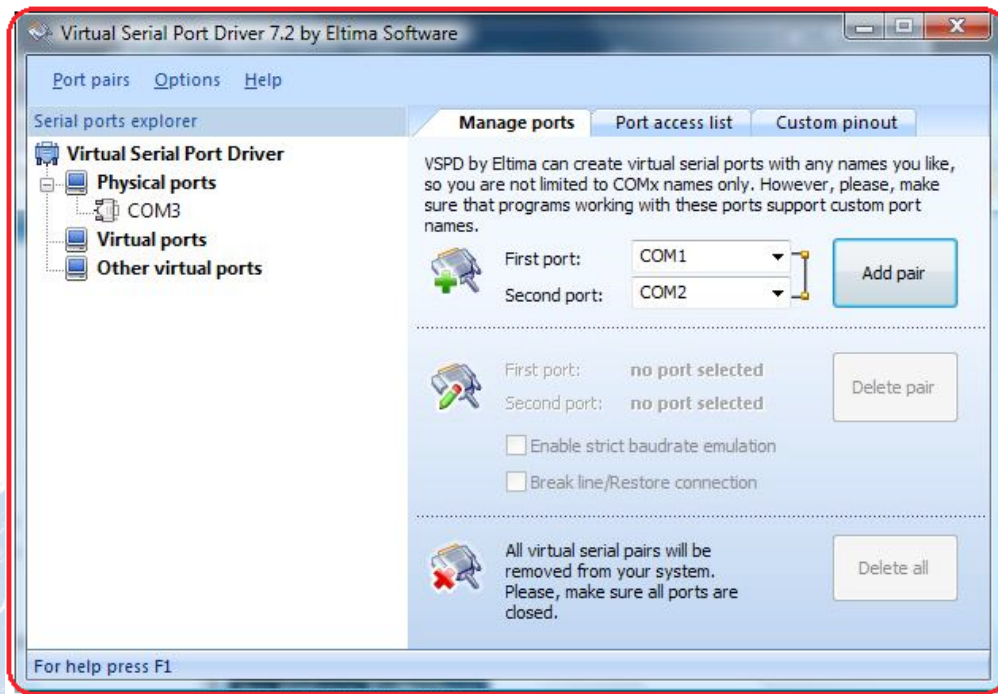 Virtual Serial Port Driver 7.2 by Eltima Software
Port pairs Options Help
Serial ports explorer
Virtual Serial Port Driver
Physical ports
COM3
Virtual ports
Other virtual ports
Manage ports Port access list Custom pinout
VSPD by Eltima can create virtual serial ports with any names you like,
so you are not limited to COMx names only. However, please, make
sure that programs working with these ports support custom port
names.
First port: COM1
Second port: COM2
Add pair
First port: no port selected
Second port: no port selected
Delete pair
Enable strict baudrate emulation
Break line/Restore connection
All virtual serial pairs will be
removed from your system.
Please, make sure all ports are
closed.
Delete all
For help press F1